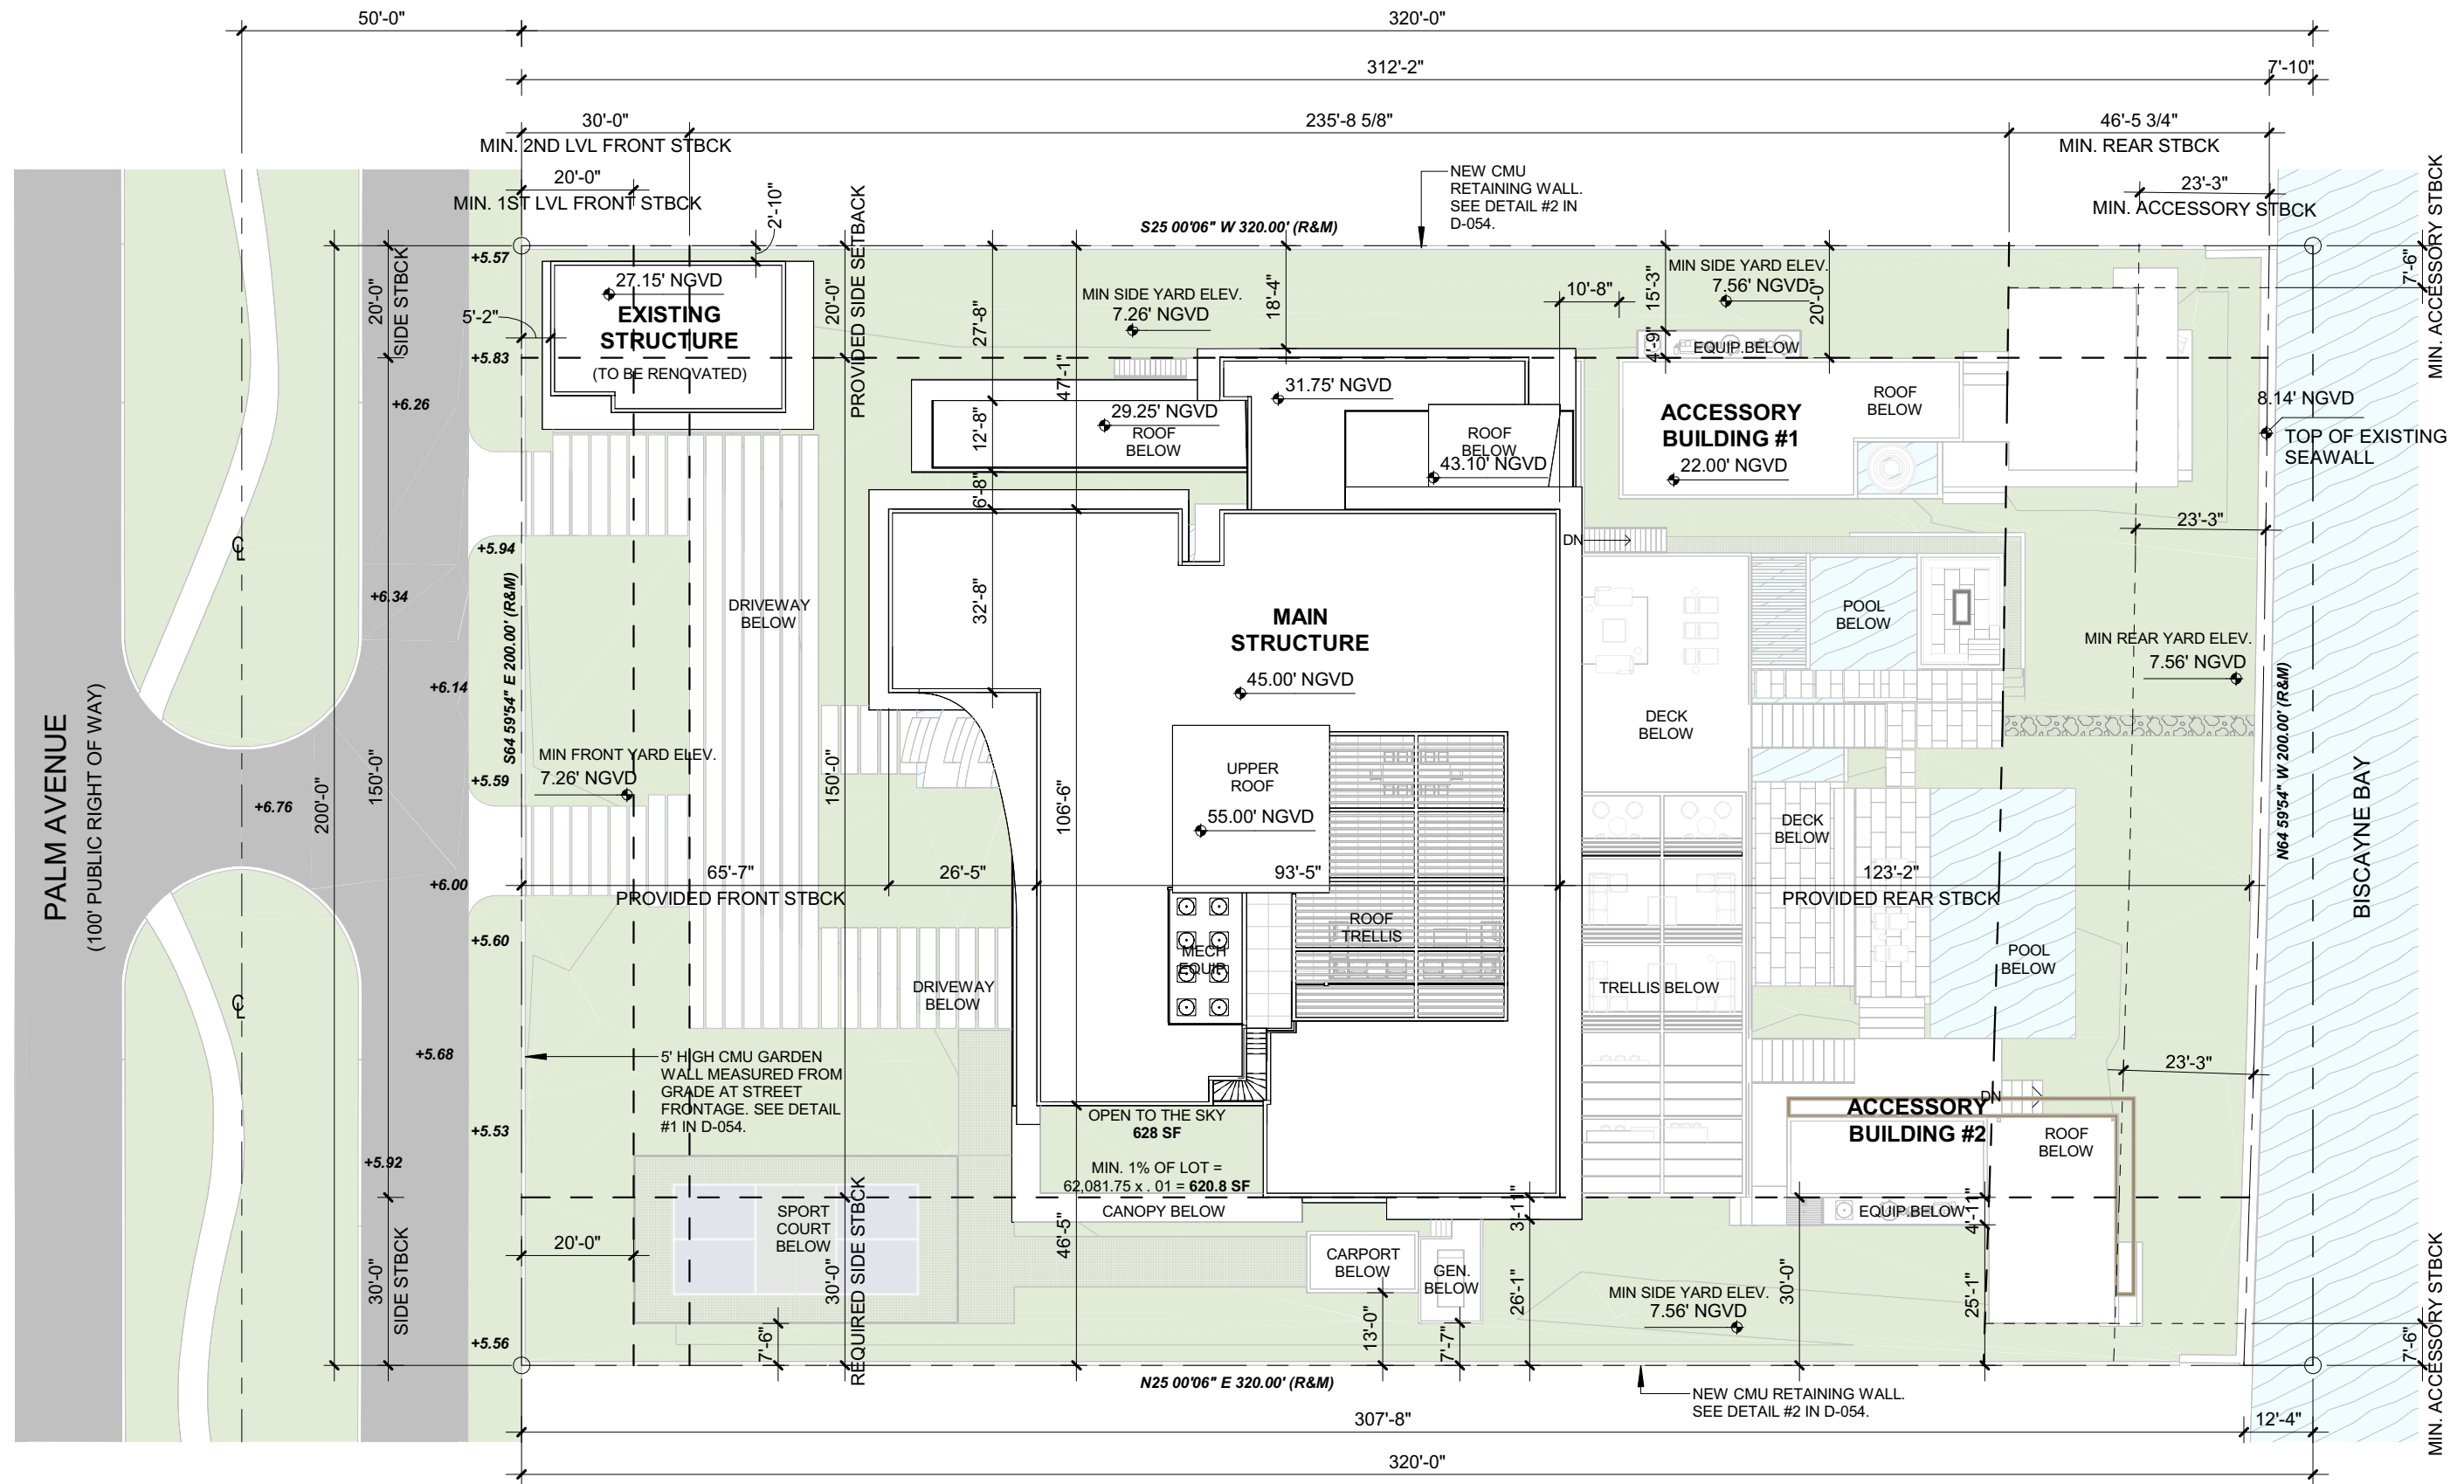 50'-0"
320'-0"
312'-2"
7'-10"
30'-0"
235'-8 5/8"
46'-5 3/4"
MIN. 2ND LVL FRONT STBCK
MIN. REAR STBCK
20'-0"
MIN. 1ST LVL FRONT STBCK
2'-10"
PROVIDED SIDE SETBACK
NEW CMU
RETAINING WALL.
SEE DETAIL #2 IN
D-054.
23'-3"
MIN. ACCESSORY STBCK
MIN. ACCESSORY STBCK
7'-6"
S25 00'06" W 320.00' (R&M)
+5.57
20'-0"
SIDE STBCK
27.15' NGVD
EXISTING
STRUCTURE
(TO BE RENOVATED)
5'-2"
20'-0"
27'-8"
47'-1"
MIN SIDE YARD ELEV.
7.26' NGVD
18'-4"
10'-8"
15'-3"
4'-9"
MIN SIDE YARD ELEV.
7.56' NGVD
20'-0"
EQUIP.BELOW
+5.83
+6.26
31.75' NGVD
29.25' NGVD
ROOF
BELOW
12'-8"
6'-8"
ROOF
BELOW
43.10' NGVD
ACCESSORY
BUILDING #1
22.00' NGVD
ROOF
BELOW
8.14' NGVD
TOP OF EXISTING
SEAWALL
23'-3"
DN
+5.94
+6.34
S64 59'54" E 200.00' (R&M)
32'-8"
DRIVEWAY
BELOW
MAIN
STRUCTURE
45.00' NGVD
POOL
BELOW
MIN REAR YARD ELEV.
7.56' NGVD
N64 59'54" W 200.00' (R&M)
+6.14
PALM AVENUE
(100' PUBLIC RIGHT OF WAY)
MIN FRONT YARD ELEV.
7.26' NGVD
+5.59
DECK
BELOW
UPPER
ROOF
55.00' NGVD
+6.76
200'-0"
150'-0"
150'-0"
106'-6"
DECK
BELOW
BISCAYNE BAY
+6.00
65'-7"
PROVIDED FRONT STBCK
26'-5"
93'-5"
123'-2"
PROVIDED REAR STBCK
ROOF
TRELLIS
MECH
EQUIP.
+5.60
DRIVEWAY
BELOW
TRELLIS BELOW
POOL
BELOW
+5.68
5' HIGH CMU GARDEN
WALL MEASURED FROM
GRADE AT STREET
FRONTAGE. SEE DETAIL
#1 IN D-054.
23'-3"
DN
+5.53
+5.92
OPEN TO THE SKY
628 SF
MIN. 1% OF LOT =
62,081.75 x . 01 = 620.8 SF
ACCESSORY
BUILDING #2
ROOF
BELOW
SPORT
COURT
BELOW
CANOPY BELOW
3'-1"
EQUIP.BELOW
4'-11"
20'-0"
30'-0"
SIDE STBCK
30'-0"
REQUIRED SIDE STBCK
46'-5"
CARPORT
BELOW
GEN.
BELOW
26'-1"
MIN SIDE YARD ELEV.
7.56' NGVD
30'-0"
25'-1"
+5.56
7'-6"
13'-0"
7'-7"
7'-6"
MIN. ACCESSORY STBCK
N25 00'06" E 320.00' (R&M)
NEW CMU RETAINING WALL.
SEE DETAIL #2 IN D-054.
307'-8"
12'-4"
320'-0"